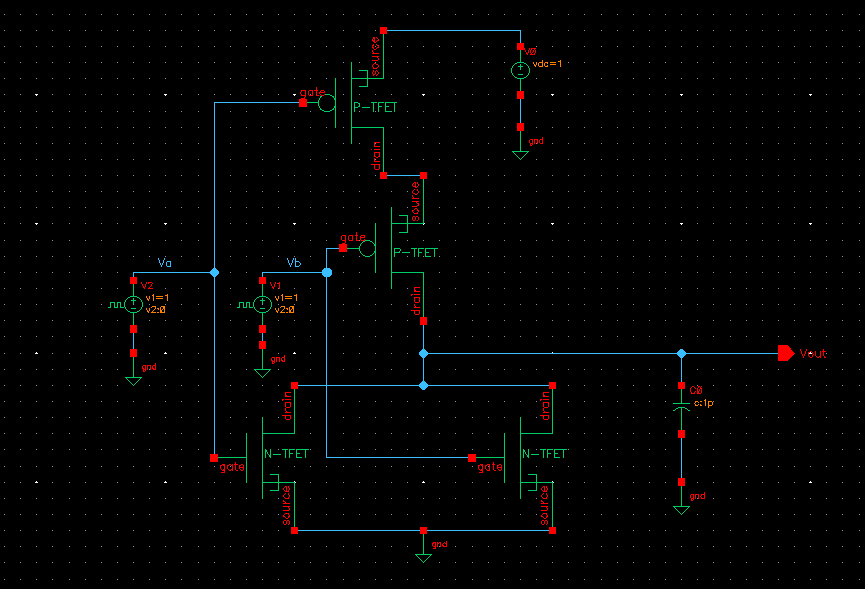 source
V0
vdc=1
gate
P-TFET
gnd
drain
source
gate
P-TFET
Va
Vb
V2
v1=1
v2:0
V1
v1=1
v2:0
drain
gnd
gnd
Vout
C0
c:1p
drain
drain
N-TFET
N-TFET
gate
gate
source
source
gnd
gnd